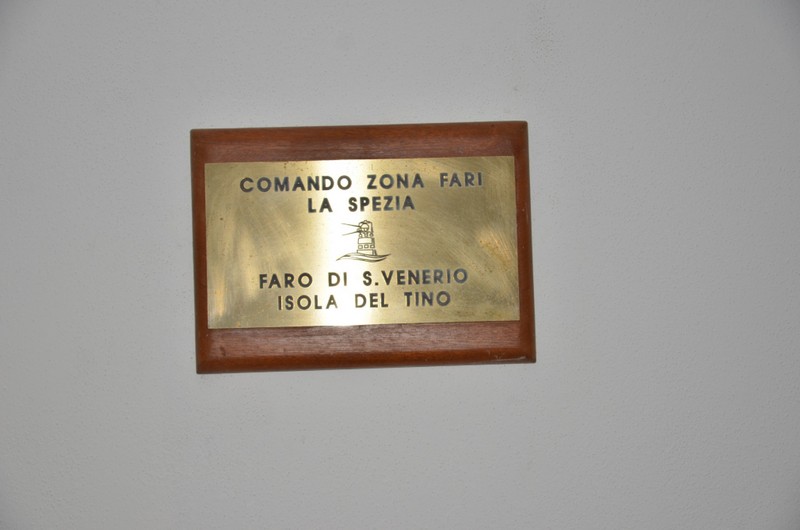 COMANDO ZONA FARI
LA SPEZIA
FARO DI S.VENERIO
ISOLA DEL TINO